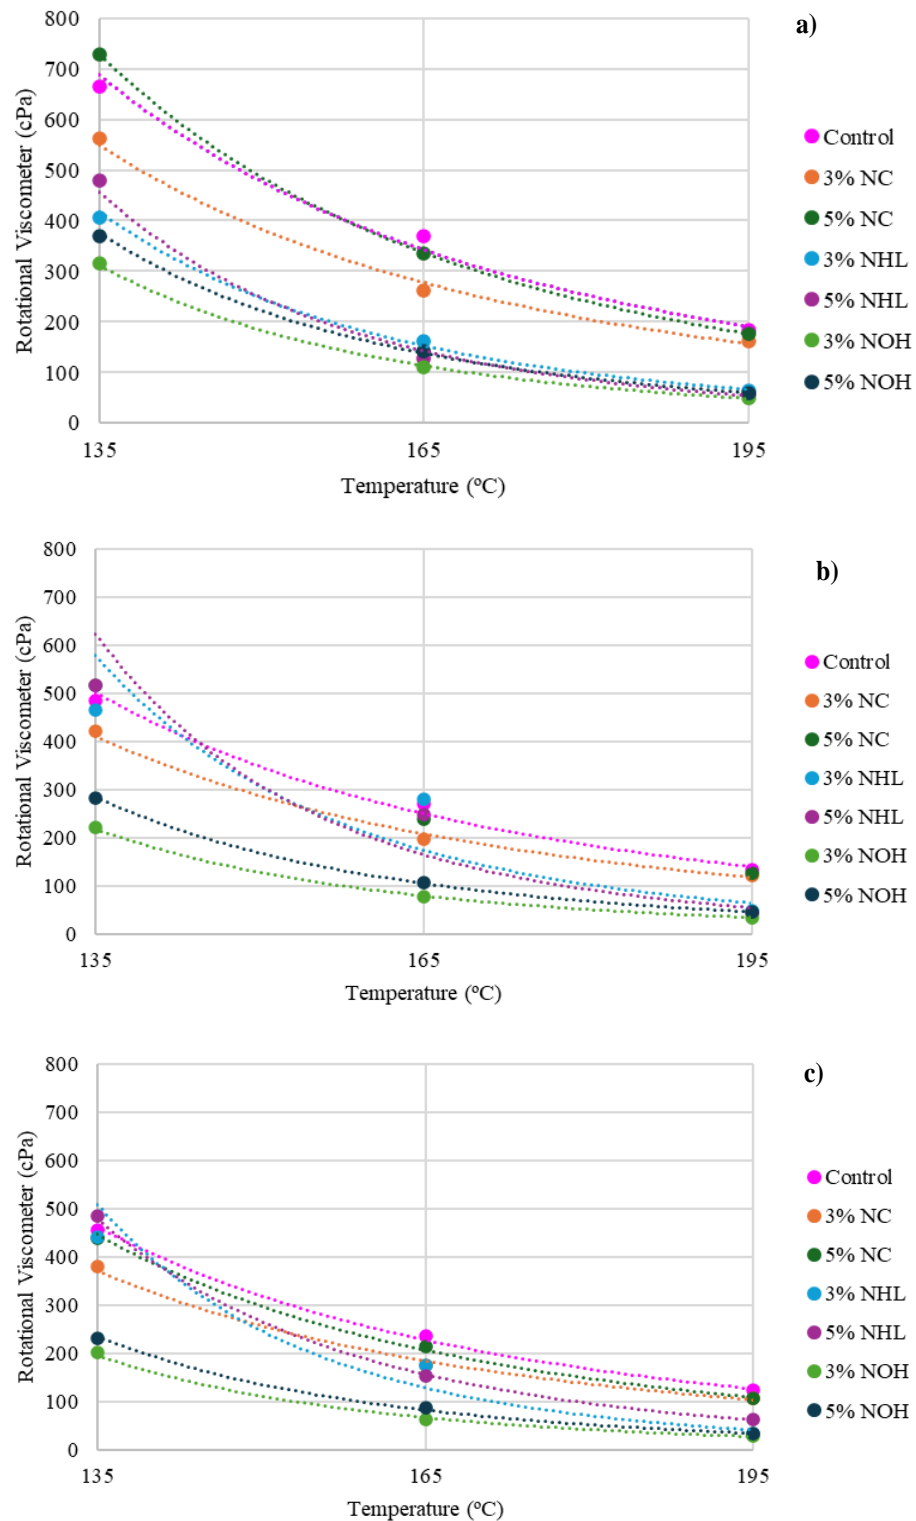 a)
800
700
600
500
400
300
200
100
0
Rotational Viscometer (cPa)
135 165 195
Temperature (ºC)
Control
3% NC
5% NC
3% NHL
5% NHL
3% NOH
5% NOH
b)
800
700
600
500
400
300
200
100
0
Rotational Viscometer (cPa)
135 165 195
Temperature (ºC)
Control
3% NC
5% NC
3% NHL
5% NHL
3% NOH
5% NOH
c)
800
700
600
500
400
300
200
100
0
Rotational Viscometer (cPa)
135 165 195
Temperature (ºC)
Control
3% NC
5% NC
3% NHL
5% NHL
3% NOH
5% NOH